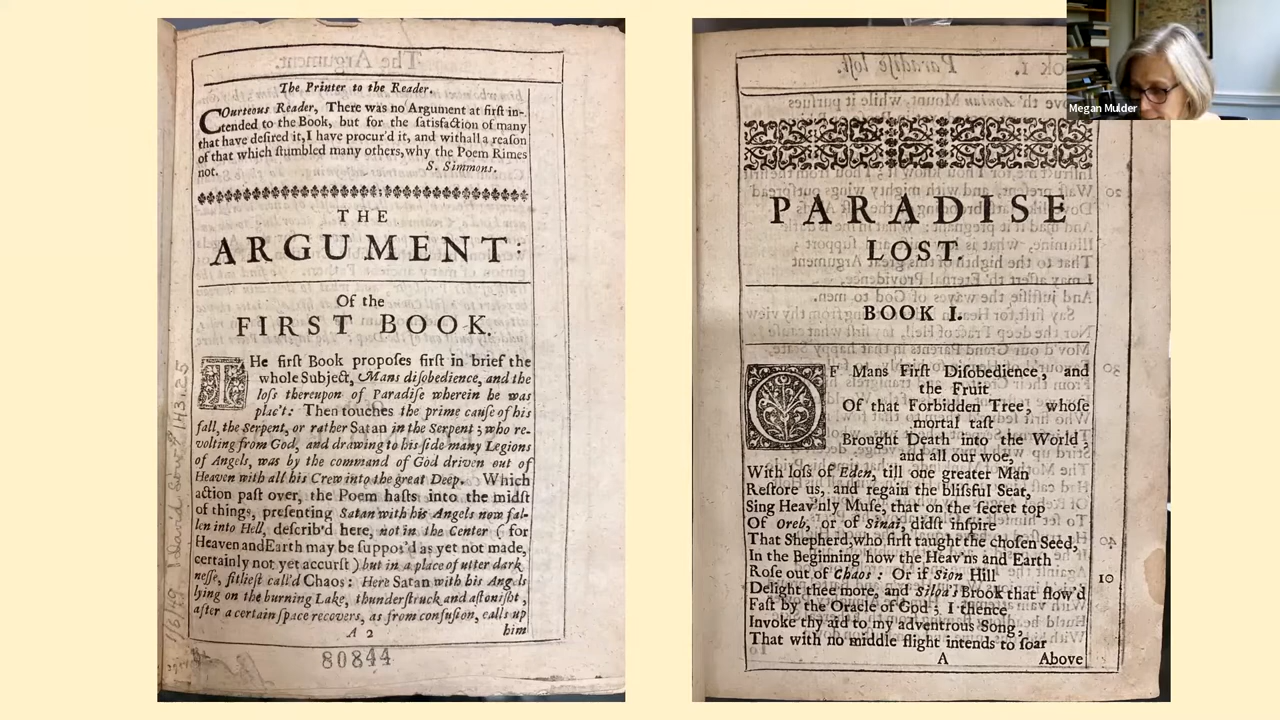 The Printer to the Reader.
COurteous Reader, There was no Argument at first in-
tended to the Book, but for the satisfaction of many
that have desired it, I have procur'd it, and withall a reason
of that which stumbled many others, why the Poem Rimes
not.
S. Simmons.
THE
ARGUMENT:
Of the
FIRST BOOK.
THe first Book proposes first in brief the
whole Subject, Mans disobedience, and the
loss thereupon of Paradise wherein he was
plac't: Then touches the prime cause of his
fall, the Serpent, or rather Satan in the Serpent; who re-
volting from God, and drawing to his side many Legions
of Angels, was by the command of God driven out of
Heaven with all his Crew into the great Deep. Which
action past over, the Poem hasts into the midst
of things, presenting Satan with his Angels now fal-
len into Hell, describ'd here, not in the Center (for
Heaven and Earth may be suppos'd as yet not made,
certainly not yet accurst) but in a place of utter dark
nesse, fitliest call'd Chaos: Here Satan with his Angels
lying on the burning Lake, thunderstruck and astonisht,
after a certain space recovers, as from confusion, calls up
A 2
him
80844
PARADISE
LOST.
BOOK I.
OF Mans First Disobedience, and
the Fruit
Of that Forbidden Tree, whose
mortal tast
Brought Death into the World,
and all our woe,
With loss of Eden, till one greater Man
Restore us, and regain the blissful Seat,
Sing Heav'nly Muse, that on the secret top
Of Oreb, or of Sinai, didst inspire
That Shepherd, who first taught the chosen Seed,
In the Beginning how the Heav'ns and Earth
Rose out of Chaos: Or if Sion Hill
10
Delight thee more, and Siloa's Brook that flow'd
Fast by the Oracle of God; I thence
Invoke thy aid to my adventrous Song,
That with no middle flight intends to soar
A
Above
Megan Mulder